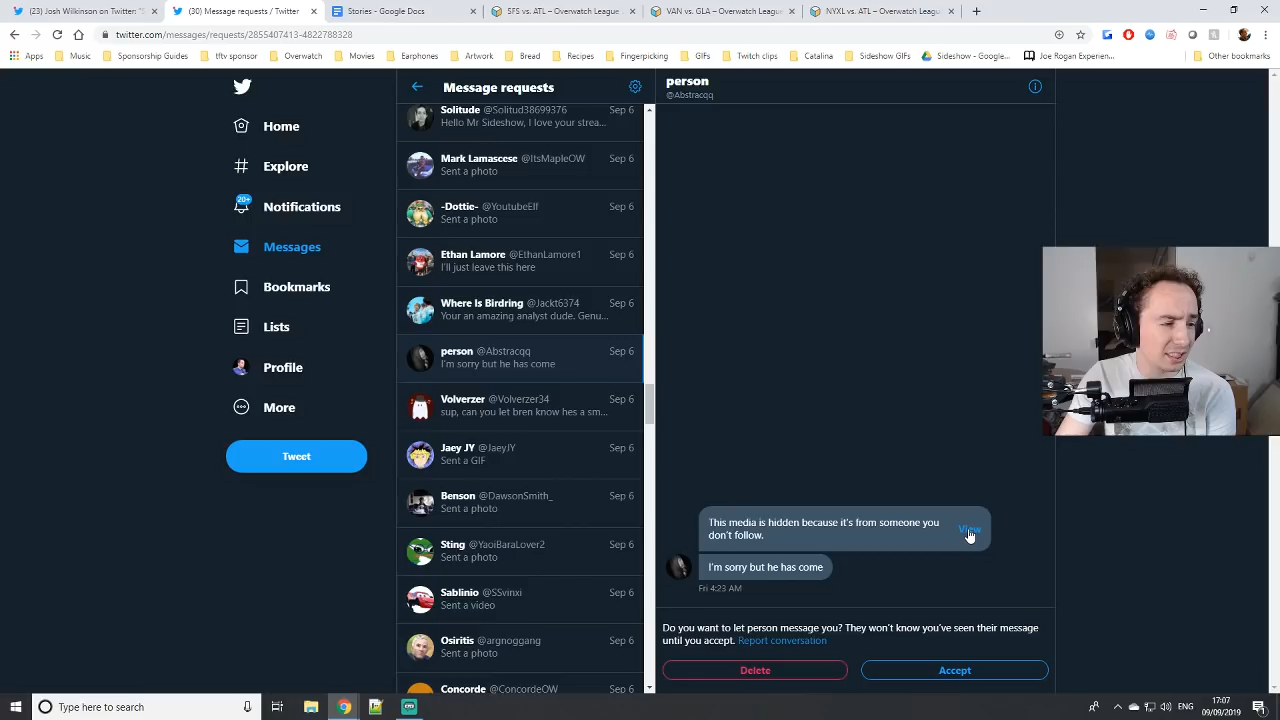 (23) Josh Wilkinson on Twitter: "S
(30) Message requests / Twitter
Stories - Google Docs
SFS vs. ATL – Overwatch League
VAN vs. GLA – Overwatch League
NYXL vs. ATL – Overwatch Leagu
twitter.com/messages/requests/2855407413-4822788328
Apps
Music
Sponsorship Guides
tftv sponsor
Overwatch
Movies
Earphones
Artwork
Bread
Recipes
Fingerpicking
GIFs
Twitch clips
Catalina
Sideshow GIFs
Sideshow - Google...
Joe Rogan Experien...
Other bookmarks
Home
Explore
20+
Notifications
Messages
Bookmarks
Lists
Profile
More
Tweet
Message requests
Solitude @Solitud38699376 Sep 6
Hello Mr Sideshow, I love your strea...
Mark Lamascese @ItsMapleOW Sep 6
Sent a photo
-Dottie- @YoutubeElf Sep 6
Sent a photo
Ethan Lamore @EthanLamore1 Sep 6
I'll just leave this here
Where Is Birdring @Jackt6374 Sep 6
Your an amazing analyst dude. Genu...
person @Abstracqq Sep 6
I'm sorry but he has come
Volverzer @Volverzer34 Sep 6
sup, can you let bren know hes a sm...
Jaey JY @JaeyJY Sep 6
Sent a GIF
Benson @DawsonSmith_ Sep 6
Sent a photo
Sting @YaoiBaraLover2 Sep 6
Sent a photo
Sablinio @SSvinxi Sep 6
Sent a video
Osiritis @argnoggang Sep 6
Sent a photo
Concorde @ConcordeOW Sep 6
person
@Abstracqq
This media is hidden because it's from someone you
don't follow.
View
I'm sorry but he has come
Fri 4:23 AM
Do you want to let person message you? They won't know you've seen their message
until you accept. Report conversation
Delete
Accept
Type here to search
ENG
17:07
09/09/2019